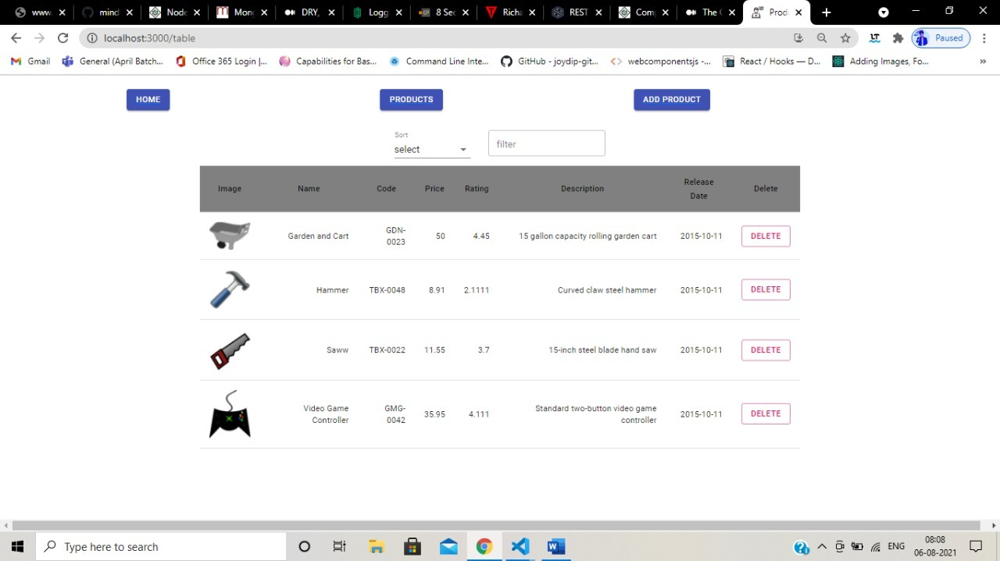 www. mind Node Mong DRY, Logg 8 Sec Richa REST Comp The C Prod
localhost:3000/table Paused
Gmail General (April Batch... Office 365 Login |... Capabilities for Bas... Command Line Inte... GitHub - joydip-git... webcomponentsjs -... React / Hooks — D... Adding Images, Fo... »
HOME PRODUCTS ADD PRODUCT
Sort
select filter
Image Name Code Price Rating Description Release Date Delete
Garden and Cart GDN-0023 50 4.45 15 gallon capacity rolling garden cart 2015-10-11 DELETE
Hammer TBX-0048 8.91 2.1111 Curved claw steel hammer 2015-10-11 DELETE
Saww TBX-0022 11.55 3.7 15-inch steel blade hand saw 2015-10-11 DELETE
Video Game Controller GMG-0042 35.95 4.111 Standard two-button video game controller 2015-10-11 DELETE
Type here to search ENG 08:08
06-08-2021